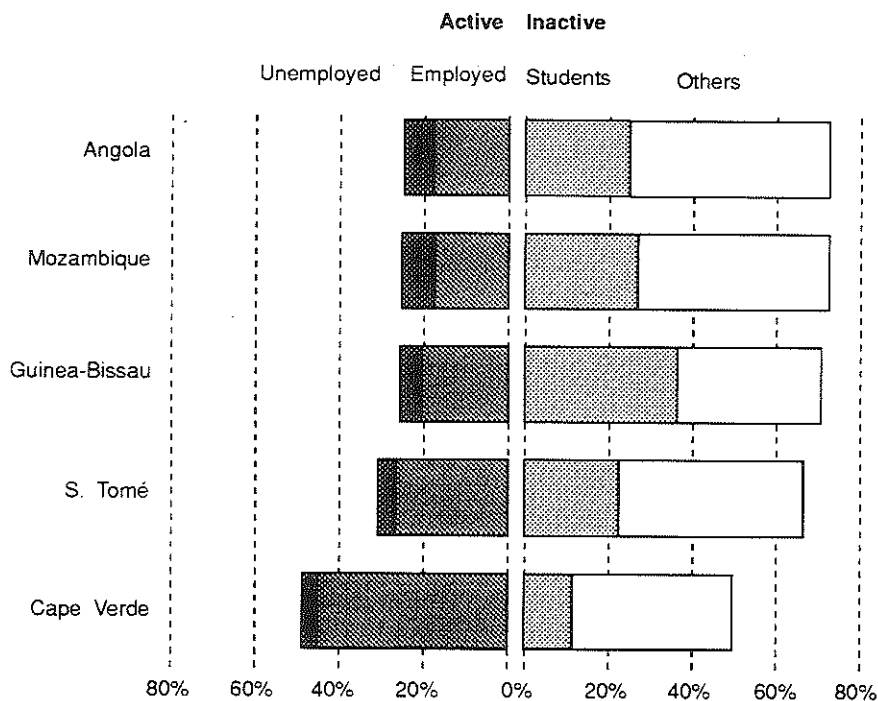 Active Inactive
Unemployed Employed Students Others
Angola
Mozambique
Guinea-Bissau
S. Tomé
Cape Verde
80% 60% 40% 20% 0% 20% 40% 60% 80%